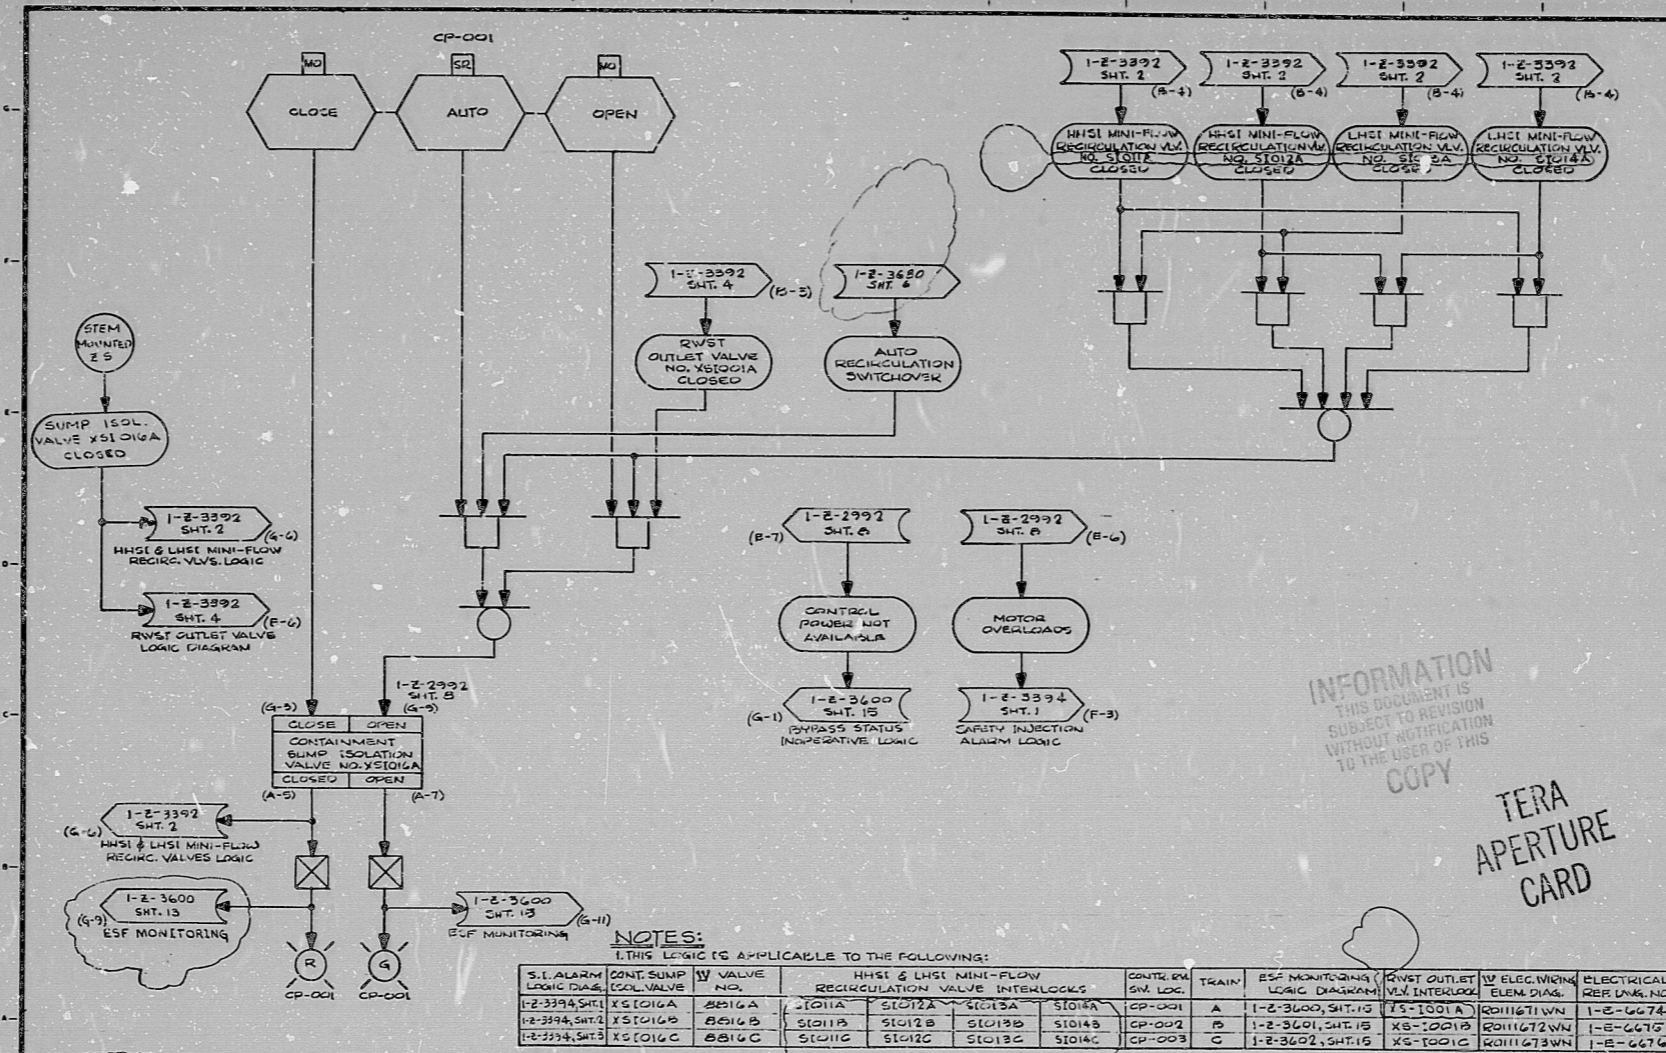 CP-001
MO
SR
MO
CLOSE
AUTO
OPEN
1-Z-3392
SHT. 2
(B-4)
1-Z-3392
SHT. 2
(B-4)
1-Z-3392
SHT. 2
(B-4)
1-Z-3392
SHT. 2
(B-4)
HHSI MINI-FLOW
RECIRCULATION VLV.
NO. SI011A
CLOSED
HHSI MINI-FLOW
RECIRCULATION VLV.
NO. SI012A
CLOSED
LHSI MINI-FLOW
RECIRCULATION VLV.
NO. SI013A
CLOSED
LHSI MINI-FLOW
RECIRCULATION VLV.
NO. SI014A
CLOSED
1-Z-3392
SHT. 4
(B-3)
1-Z-3680
SHT. 6
RWST
OUTLET VALVE
NO. XSI001A
CLOSED
AUTO
RECIRCULATION
SWITCHOVER
STEM
MOUNTED
ZS
SUMP ISOL.
VALVE XSI016A
CLOSED
1-Z-3392
SHT. 2
(G-6)
HHSI & LHSI MINI-FLOW
RECIRC. VLVS. LOGIC
1-Z-3392
SHT. 4
(F-6)
RWST OUTLET VALVE
LOGIC DIAGRAM
1-Z-2992
SHT. 8
(E-7)
1-Z-2992
SHT. 8
(E-6)
CONTROL
POWER NOT
AVAILABLE
MOTOR
OVERLOADS
1-Z-3600
SHT. 15
(G-1)
BYPASS STATUS
INOPERATIVE LOGIC
1-Z-3394
SHT. 1
(F-3)
SAFETY INJECTION
ALARM LOGIC
1-Z-2992
SHT. 8
(G-5)
(G-9)
CLOSE
OPEN
CONTAINMENT
SUMP ISOLATION
VALVE NO. XSI016A
CLOSED
OPEN
(A-5)
(A-7)
1-Z-3392
SHT. 2
(G-6)
HHSI & LHSI MINI-FLOW
RECIRC. VALVES LOGIC
1-Z-3600
SHT. 13
(G-9)
ESF MONITORING
1-Z-3600
SHT. 13
(G-11)
ESF MONITORING
R
G
CP-001
CP-001
INFORMATION
THIS DOCUMENT IS
SUBJECT TO REVISION
WITHOUT NOTIFICATION
TO THE USER OF THIS
COPY
TERA
APERTURE
CARD
NOTES:
1. THIS LOGIC IS APPLICABLE TO THE FOLLOWING:
S.I. ALARM LOGIC DIAG. CONT. SUMP ISOL. VALVE W VALVE NO. HHSI & LHSI MINI-FLOW RECIRCULATION VALVE INTERLOCKS CONTR. RM. SW. LOC. TRAIN ESF MONITORING LOGIC DIAGRAM RWST OUTLET VLV. INTERLOCK W ELEC. WIRING ELEM. DIAG. ELECTRICAL REF. DWG. NO
1-Z-3394, SHT.1 XSI016A 8816A SI011A SI012A SI013A SI014A CP-001 A 1-Z-3600, SHT.15 XS-I001A R0111671WN 1-E-6674
1-Z-3394, SHT.2 XSI016B 8816B SI011B SI012B SI013B SI014B CP-002 B 1-Z-3601, SHT.15 XS-I001B R0111672WN 1-E-6675
1-Z-3394, SHT.3 XSI016C 8816C SI011C SI012C SI013C SI014C CP-003 C 1-Z-3602, SHT.15 XS-I001C R0111673WN 1-E-6676
G
F
E
D
C
B
A